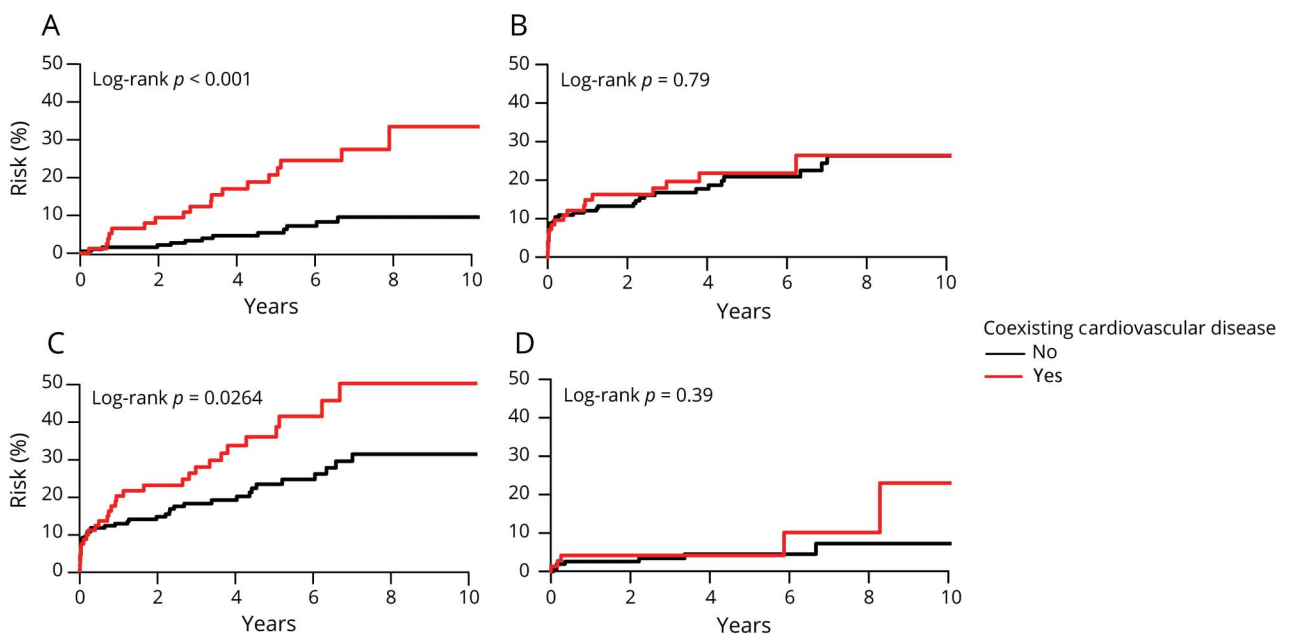 A
Log-rank p < 0.001
Risk (%)
50
40
30
20
10
0
0 2 4 6 8 10
Years
B
Log-rank p = 0.79
50
40
30
20
10
0
0 2 4 6 8 10
Years
C
Log-rank p = 0.0264
Risk (%)
50
40
30
20
10
0
0 2 4 6 8 10
Years
D
Log-rank p = 0.39
50
40
30
20
10
0
0 2 4 6 8 10
Years
Coexisting cardiovascular disease
No
Yes